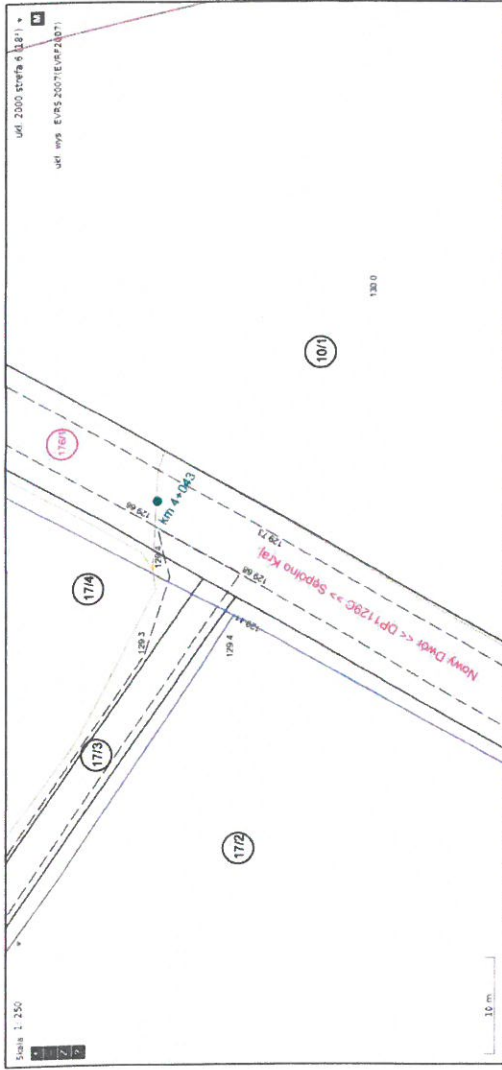 Skala 1: 250
ukł. 2000 strefa 6 (18°)
M
ukł. wys. EVRS 2007(EVRF2007)
176/1
17/4
129.66
km 4+043
129.3
17/3
129.68
129.73
129.4
10/1
130.0
17/2
Nowy Dwór << DP1129C >> Sępólno Kraj.
10 m